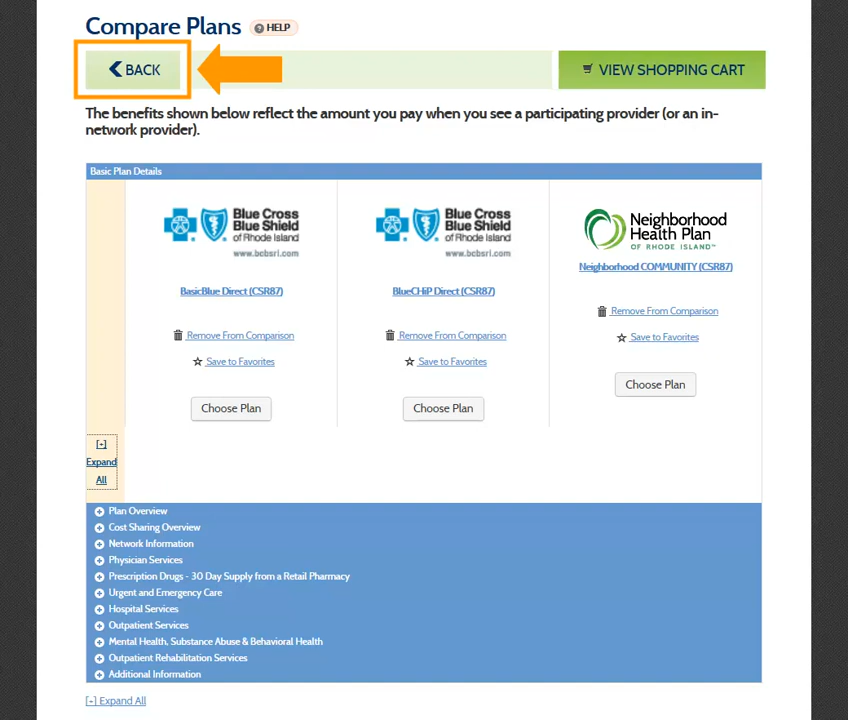 Compare Plans ? HELP
BACK
VIEW SHOPPING CART
The benefits shown below reflect the amount you pay when you see a participating provider (or an in-
network provider).
Basic Plan Details
Blue Cross
Blue Shield
of Rhode Island
www.bcbsri.com
BasicBlue Direct (CSR87)
Remove From Comparison
Save to Favorites
Choose Plan
Blue Cross
Blue Shield
of Rhode Island
www.bcbsri.com
BlueCHiP Direct (CSR87)
Remove From Comparison
Save to Favorites
Choose Plan
Neighborhood
Health Plan
OF RHODE ISLAND™
Neighborhood COMMUNITY (CSR87)
Remove From Comparison
Save to Favorites
Choose Plan
[+]
Expand
All
Plan Overview
Cost Sharing Overview
Network Information
Physician Services
Prescription Drugs - 30 Day Supply from a Retail Pharmacy
Urgent and Emergency Care
Hospital Services
Outpatient Services
Mental Health, Substance Abuse & Behavioral Health
Outpatient Rehabilitation Services
Additional Information
[+] Expand All